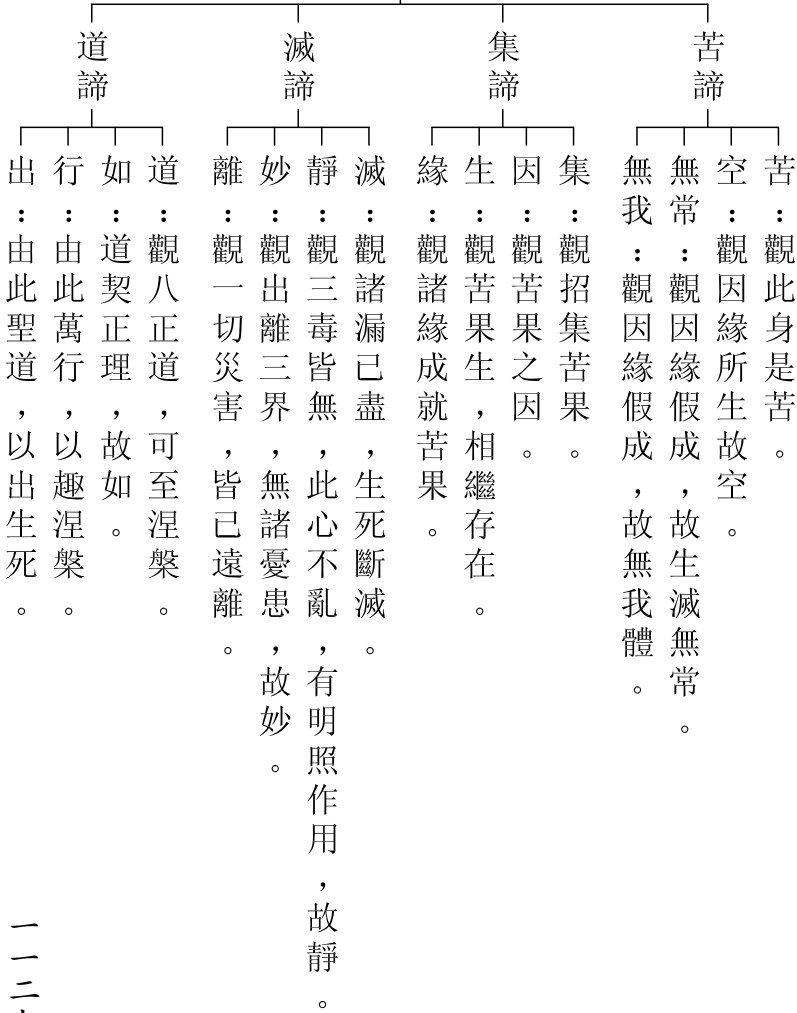 苦諦
苦：觀此身是苦。
空：觀因緣所生故空。
無常：觀因緣假成，故生滅無常。
無我：觀因緣假成，故無我體。
集諦
集：觀招集苦果。
因：觀苦果之因。
生：觀苦果生，相繼存在。
緣：觀諸緣成就苦果。
滅諦
滅：觀諸漏已盡，生死斷滅。
靜：觀三毒皆無，此心不亂，有明照作用，故靜。
妙：觀出離三界，無諸憂患，故妙。
離：觀一切災害，皆已遠離。
道諦
道：觀八正道，可至涅槃。
如：道契正理，故如。
行：由此萬行，以趣涅槃。
出：由此聖道，以出生死。
一一二